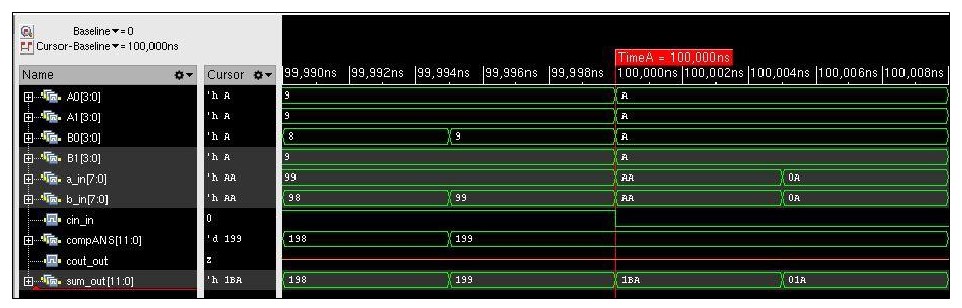 Baseline▼=0
Cursor-Baseline▼=100,000ns
TimeA = 100,000ns
Name Cursor 99,990ns 99,992ns 99,994ns 99,996ns 99,998ns 100,000ns 100,002ns 100,004ns 100,006ns 100,008ns
A0[3:0] 'h A 9 A
A1[3:0] 'h A 9 A
B0[3:0] 'h A 8 9 A
B1[3:0] 'h A 9 A
a_in[7:0] 'h AA 99 AA 0A
b_in[7:0] 'h AA 98 99 AA 0A
cin_in 0
compANS[11:0] 'd 199 198 199
cout_out z
sum_out[11:0] 'h 1BA 198 199 1BA 01A